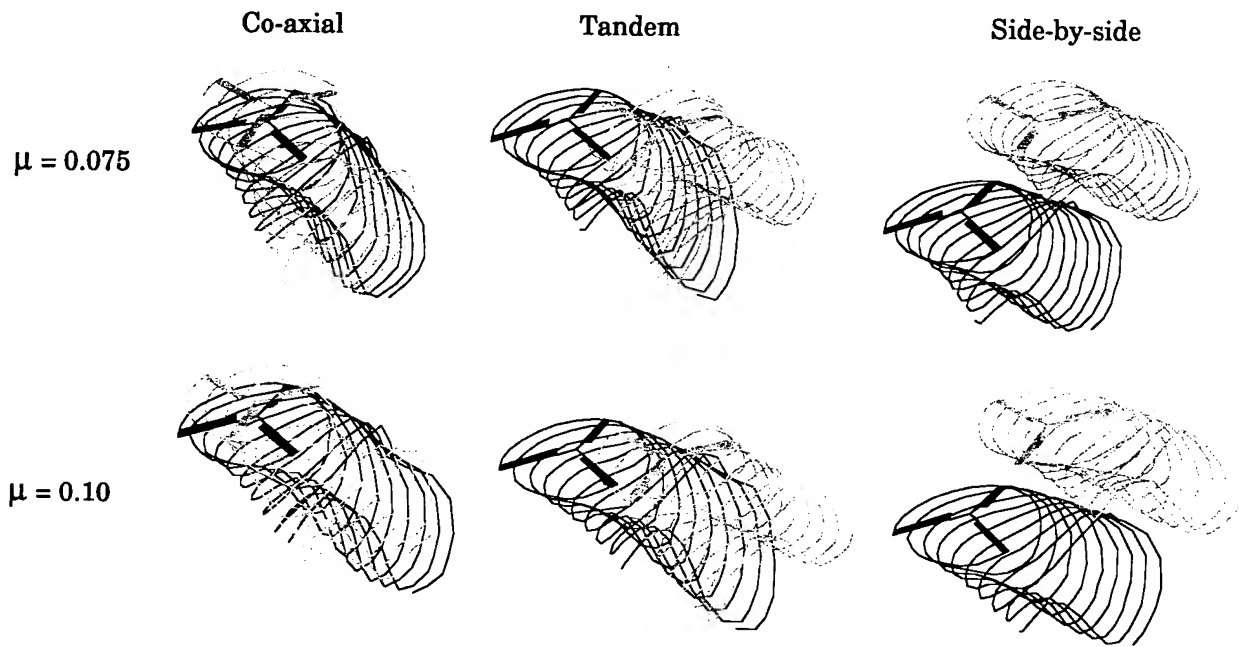 Co-axial
Tandem
Side-by-side
μ = 0.075
μ = 0.10